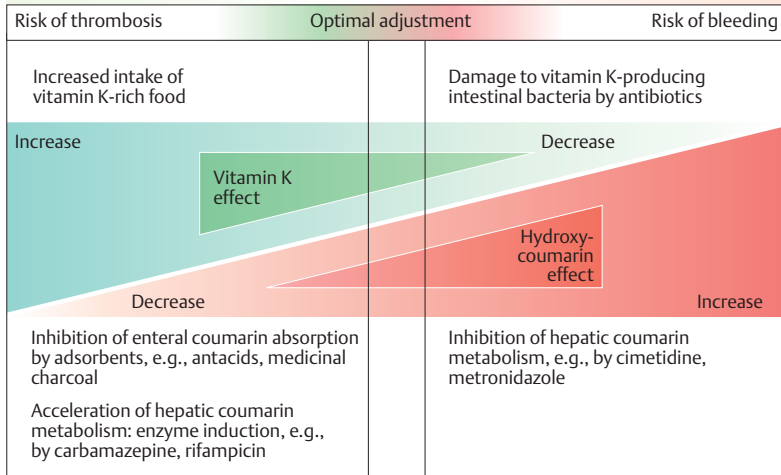 Risk of thrombosis
Optimal adjustment
Risk of bleeding
Increased intake of
vitamin K-rich food
Damage to vitamin K-producing
intestinal bacteria by antibiotics
Increase
Decrease
Vitamin K
effect
Hydroxy-
coumarin
effect
Decrease
Increase
Inhibition of enteral coumarin absorption
by adsorbents, e.g., antacids, medicinal
charcoal
Acceleration of hepatic coumarin
metabolism: enzyme induction, e.g.,
by carbamazepine, rifampicin
Inhibition of hepatic coumarin
metabolism, e.g., by cimetidine,
metronidazole